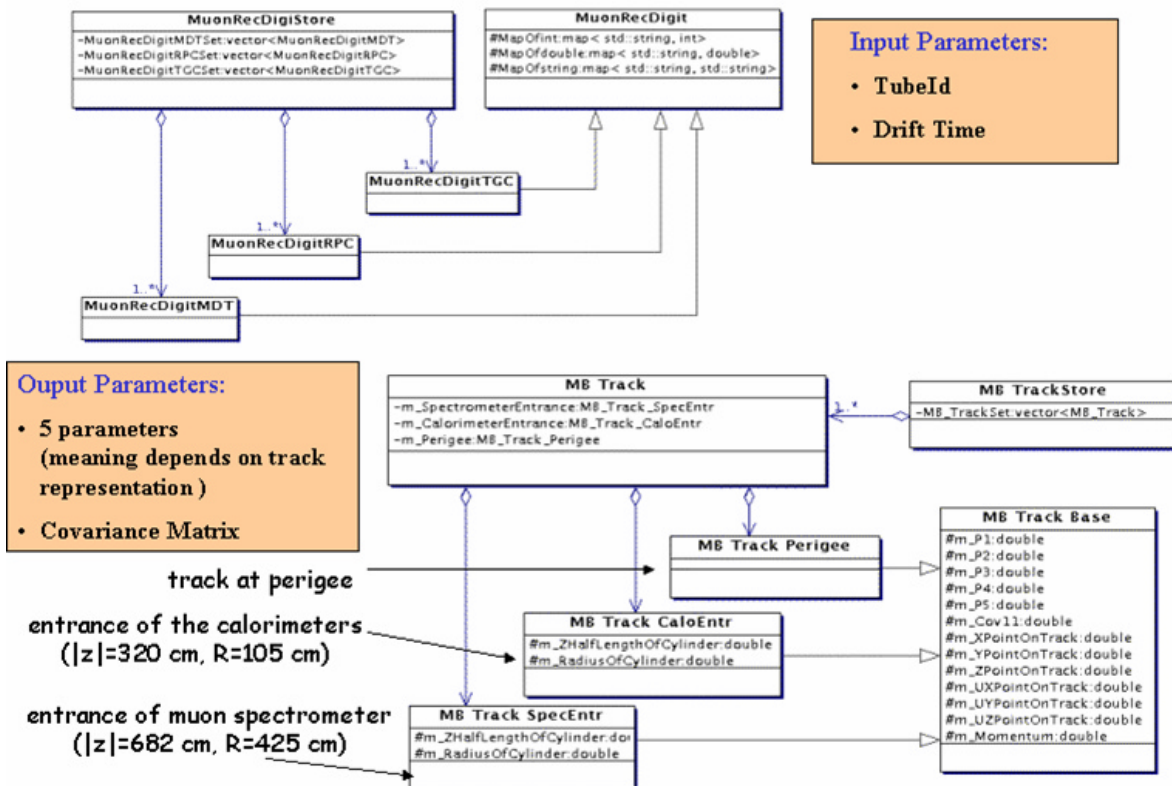 MuonRecDigiStore
-MuonRecDigitMDTSet:vector<MuonRecDigitMDT>
-MuonRecDigitRPCSet:vector<MuonRecDigitRPC>
-MuonRecDigitTGCSet:vector<MuonRecDigitTGC>
MuonRecDigit
#MapOfint:map< std::string, int>
#MapOfdouble:map< std::string, double>
#MapOfstring:map< std::string, std::string>
Input Parameters:
• TubeId
• Drift Time
1..*
MuonRecDigitTGC
1..*
MuonRecDigitRPC
1..*
MuonRecDigitMDT
Ouput Parameters:
• 5 parameters
(meaning depends on track
representation )
• Covariance Matrix
MB Track
-m_SpectrometerEntrance:MB_Track_SpecEntr
-m_CalorimeterEntrance:MB_Track_CaloEntr
-m_Perigee:MB_Track_Perigee
1..*
MB TrackStore
-MB_TrackSet:vector<MB_Track>
MB Track Perigee
MB Track Base
#m_P1:double
#m_P2:double
#m_P3:double
#m_P4:double
#m_P5:double
#m_Cov11:double
#m_XPointOnTrack:double
#m_YPointOnTrack:double
#m_ZPointOnTrack:double
#m_UXPointOnTrack:double
#m_UYPointOnTrack:double
#m_UZPointOnTrack:double
#m_Momentum:double
track at perigee
entrance of the calorimeters
(|z|=320 cm, R=105 cm)
MB Track CaloEntr
#m_ZHalfLengthOfCylinder:double
#m_RadiusOfCylinder:double
entrance of muon spectrometer
(|z|=682 cm, R=425 cm)
MB Track SpecEntr
#m_ZHalfLengthOfCylinder:dou
#m_RadiusOfCylinder:double